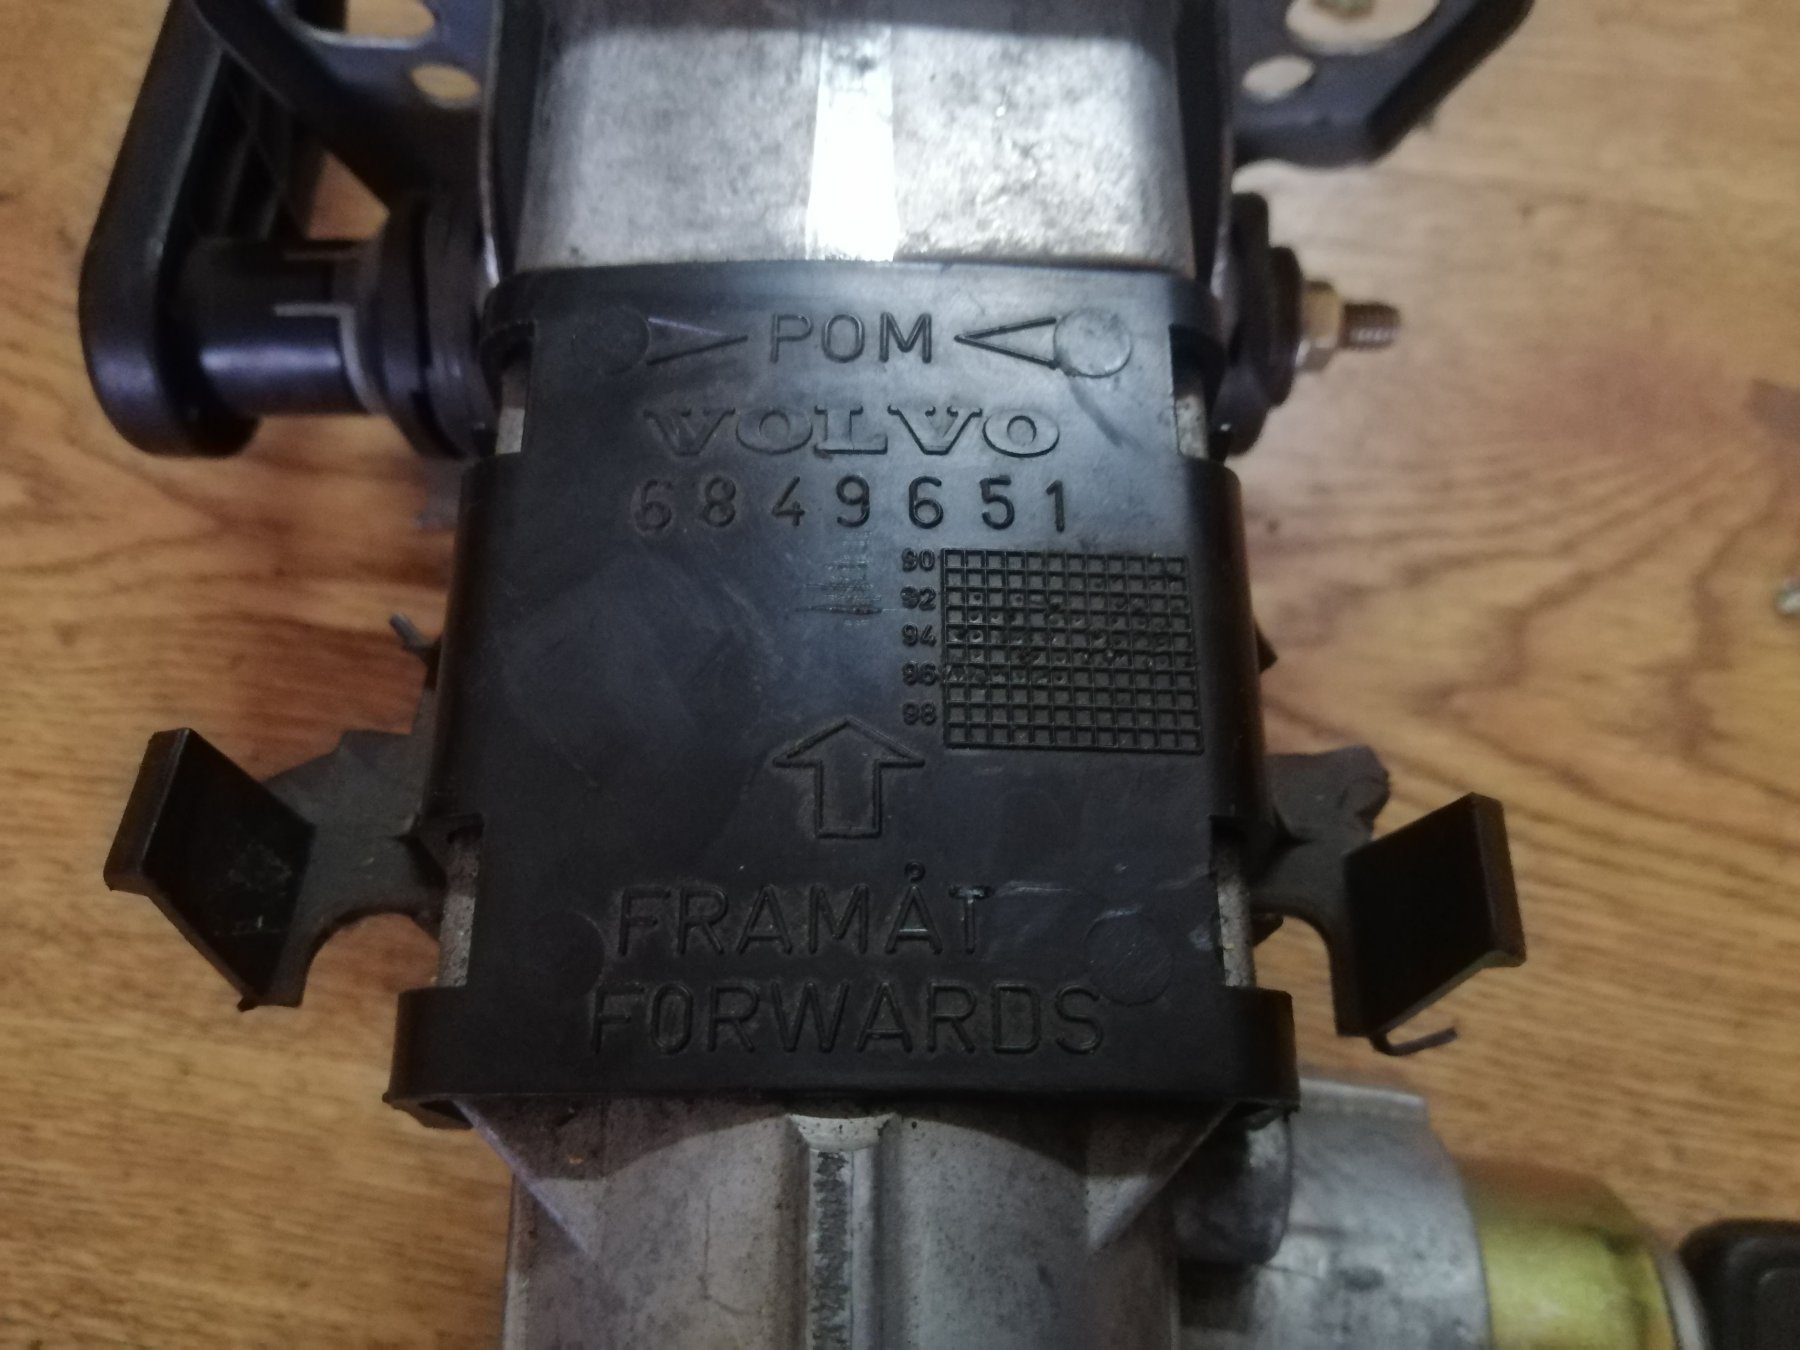 POM
VOLVO
6849651
90
92
94
96
98
FRAMÅT
FORWARDS